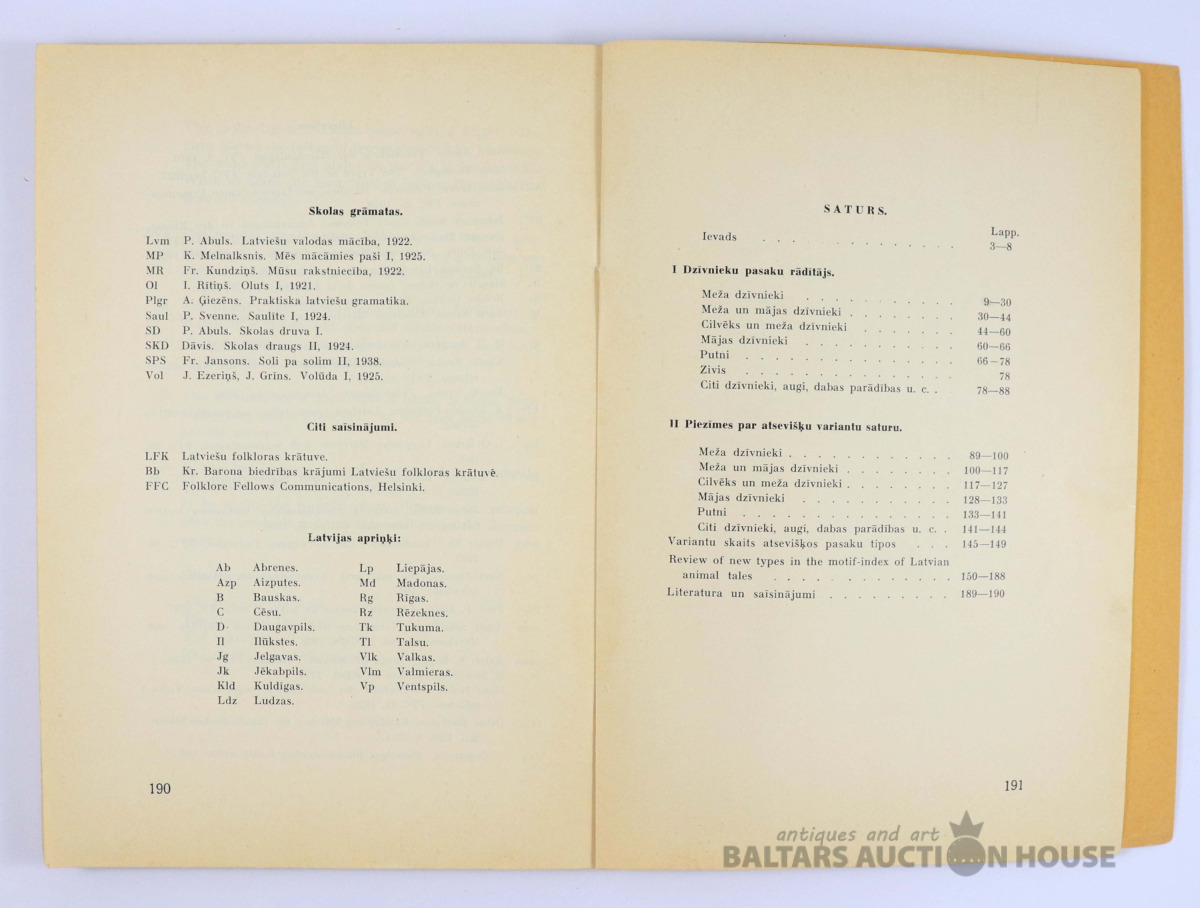 Skolas grāmatas.
Lvm P. Abuls. Latviešu valodas mācība, 1922.
MP K. Melnalksnis. Mēs mācāmies paši I, 1925.
MR Fr. Kundziņš. Mūsu rakstniecība, 1922.
Ol I. Rītiņš. Oluts I, 1921.
Plgr A. Ģiezēns. Praktiska latviešu gramatika.
Saul P. Svenne. Saulīte I, 1924.
SD P. Abuls. Skolas druva I.
SKD Dāvis. Skolas draugs II, 1924.
SPS Fr. Jansons. Soli pa solim II, 1938.
Vol J. Ezeriņš, J. Grīns. Volūda I, 1925.
Citi saīsinājumi.
LFK Latviešu folkloras krātuve.
Bb Kr. Barona biedrības krājumi Latviešu folkloras krātuvē.
FFC Folklore Fellows Communications, Helsinki.
Latvijas apriņķi:
Ab Abrenes. Lp Liepājas.
Azp Aizputes. Md Madonas.
B Bauskas. Rg Rīgas.
C Cēsu. Rz Rēzeknes.
D Daugavpils. Tk Tukuma.
Il Ilūkstes. Tl Talsu.
Jg Jelgavas. Vlk Valkas.
Jk Jēkabpils. Vlm Valmieras.
Kld Kuldīgas. Vp Ventspils.
Ldz Ludzas.
190
SATURS.
Lapp.
Ievads . . . . . . . . . . . . . . 3—8
I Dzīvnieku pasaku rādītājs.
Meža dzīvnieki . . . . . . . . . . . 9—30
Meža un mājas dzīvnieki . . . . . . . . 30—44
Cilvēks un meža dzīvnieki . . . . . . . 44—60
Mājas dzīvnieki . . . . . . . . . . . 60—66
Putni . . . . . . . . . . . . . . . 66—78
Zivis . . . . . . . . . . . . . . . 78
Citi dzīvnieki, augi, dabas parādības u. c. . 78—88
II Piezīmes par atsevišķu variantu saturu.
Meža dzīvnieki . . . . . . . . . . . . 89—100
Meža un mājas dzīvnieki . . . . . . . . 100—117
Cilvēks un meža dzīvnieki . . . . . . . . 117—127
Mājas dzīvnieki . . . . . . . . . . . 128—133
Putni . . . . . . . . . . . . . . . 133—141
Citi dzīvnieki, augi, dabas parādības u. c. . 141—144
Variantu skaits atsevišķos pasaku tipos . . . 145—149
Review of new types in the motif-index of Latvian
animal tales . . . . . . . . . . . . . 150—188
Literatura un saīsinājumi . . . . . . . . . 189—190
191
antiques and art
BALTARS AUCTION HOUSE